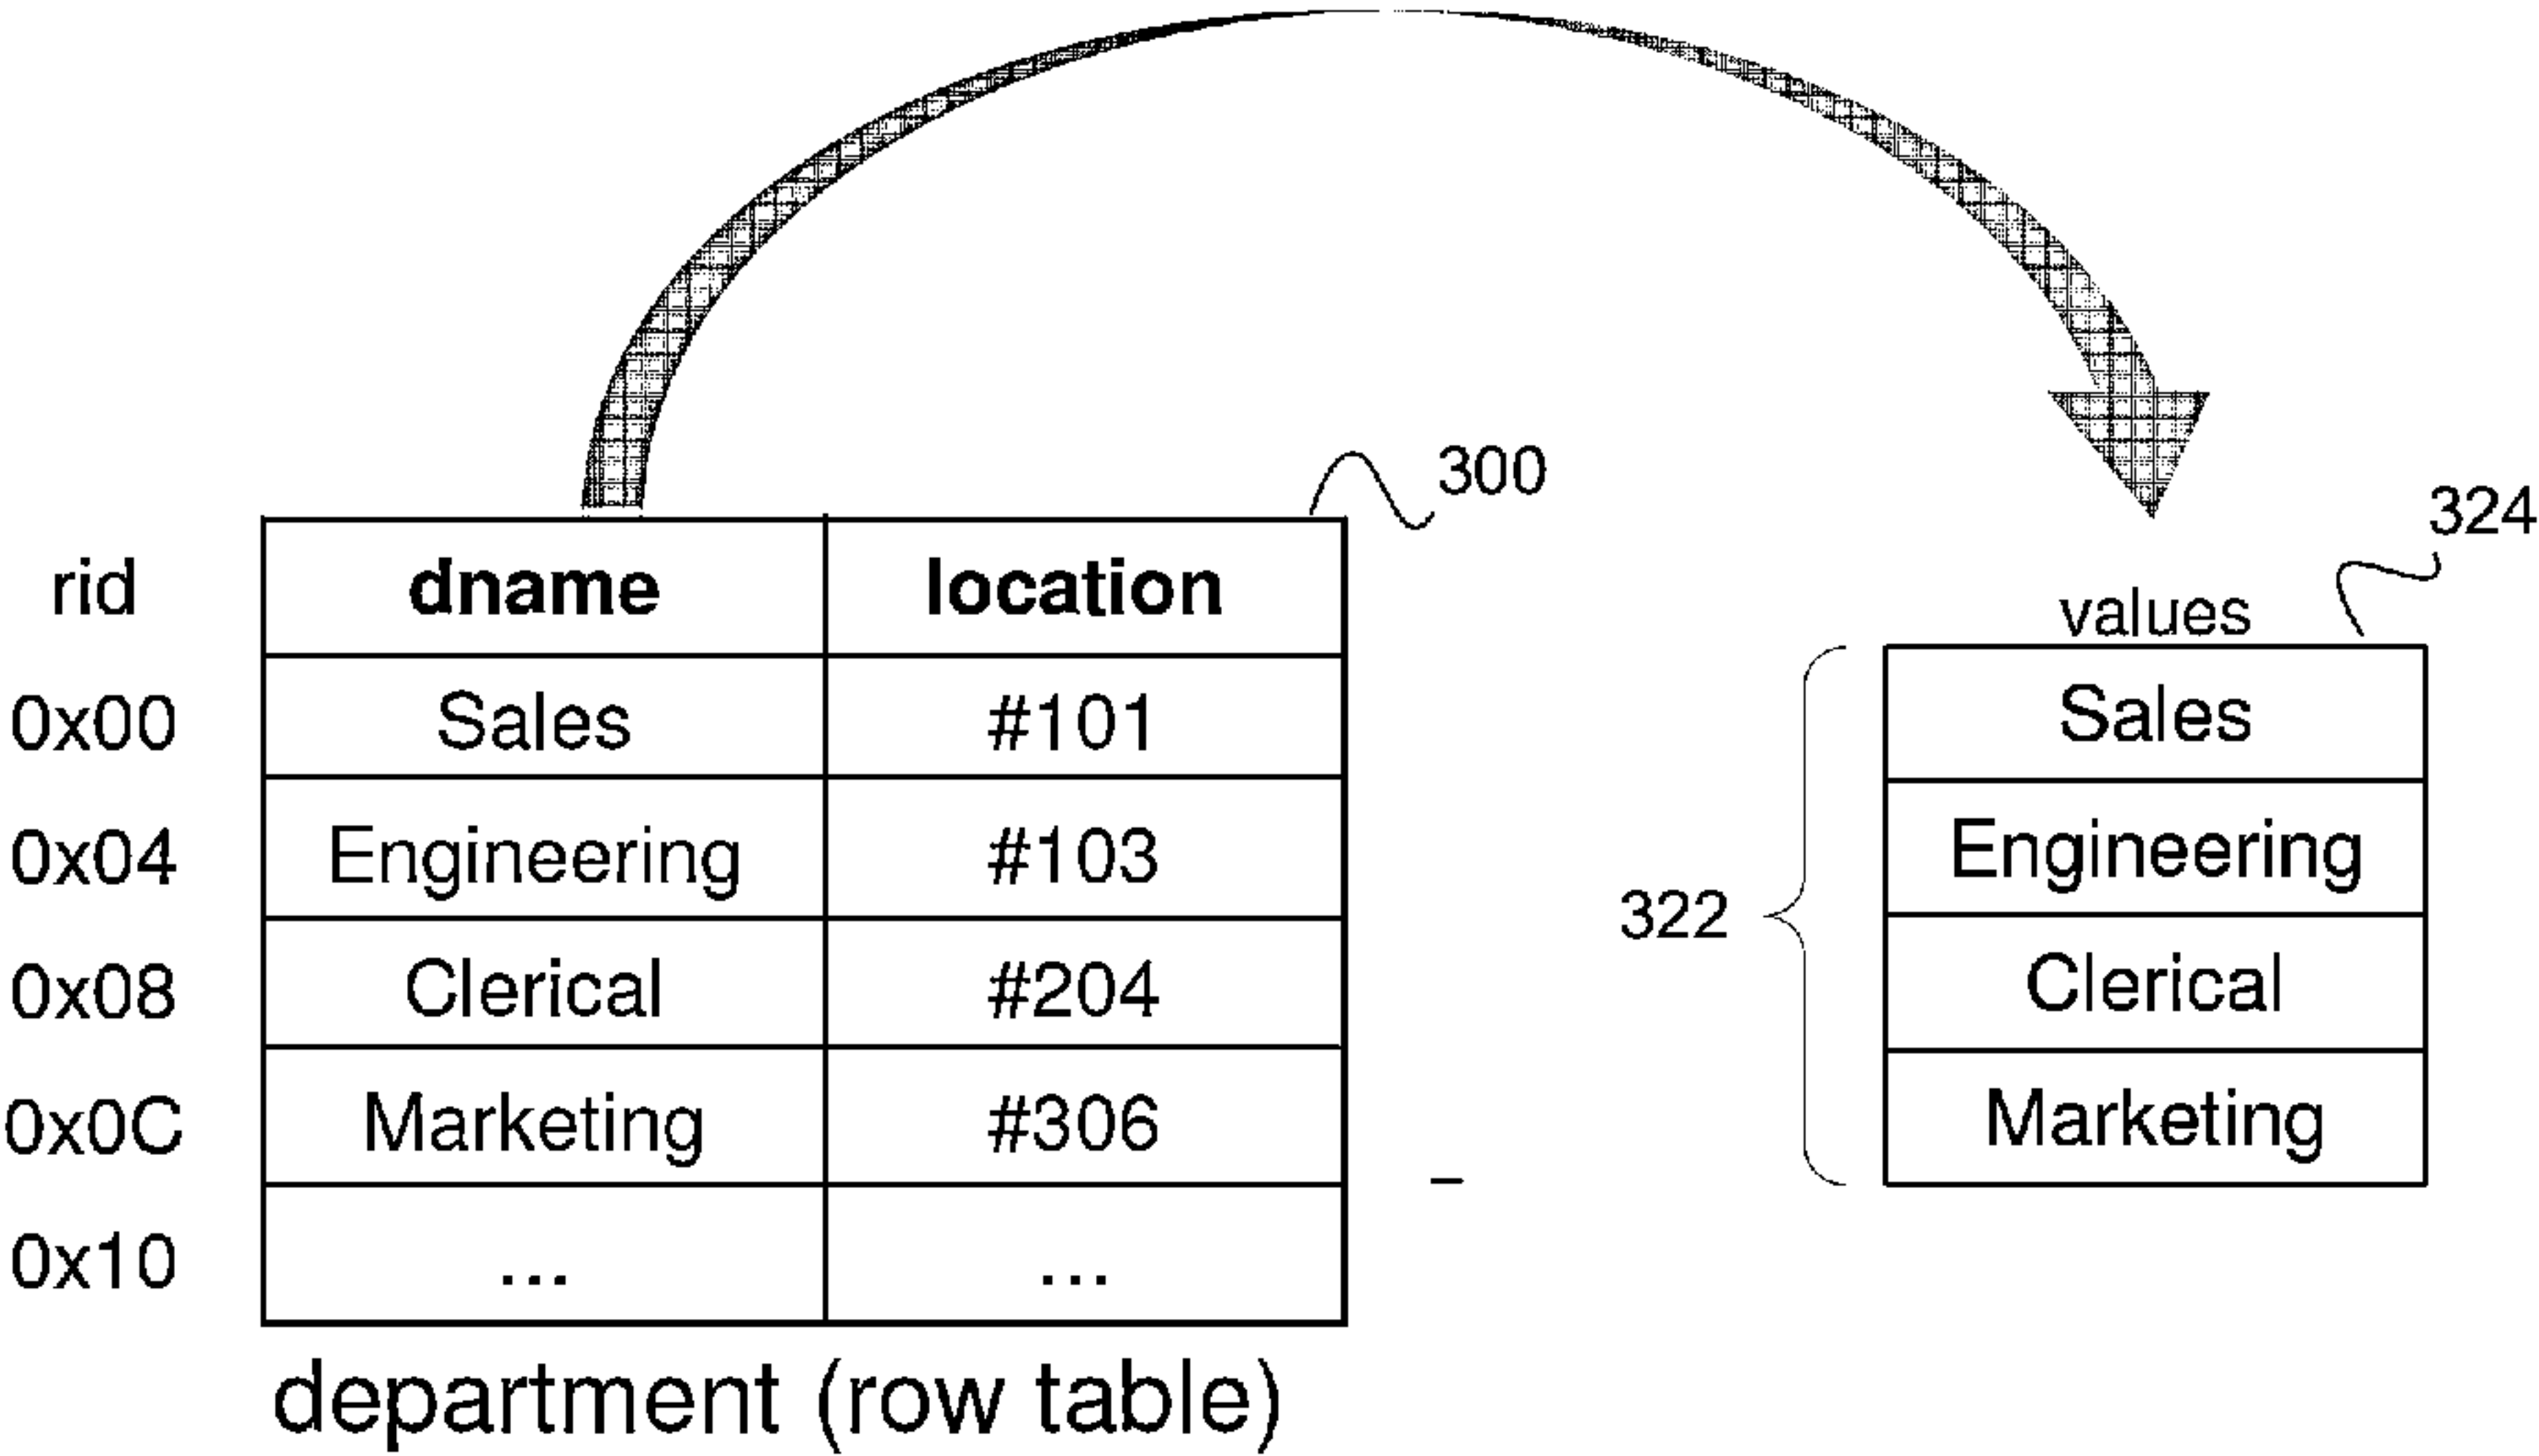 300
324
rid dname location
values
0x00 Sales #101
Sales
0x04 Engineering #103
Engineering
322
0x08 Clerical #204
Clerical
0x0C Marketing #306
Marketing
0x10 ... ...
department (row table)